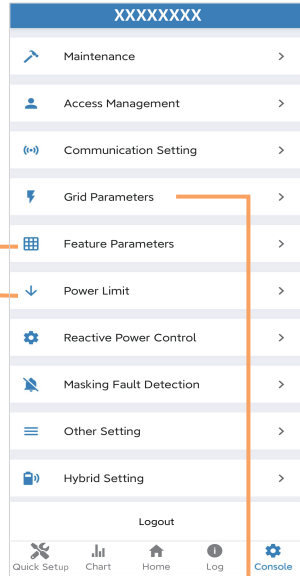 XXXXXXXX
Maintenance
Access Management
Communication Setting
Grid Parameters
Feature Parameters
Power Limit
Reactive Power Control
Masking Fault Detection
Other Setting
Hybrid Setting
Logout
Quick Setup Chart Home Log Console